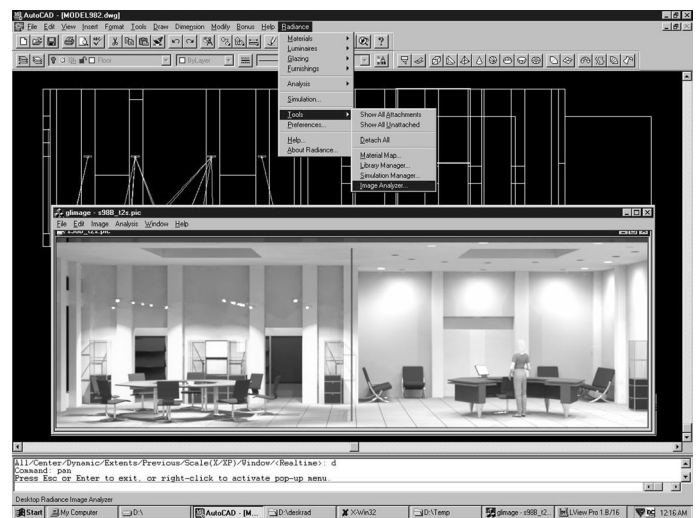 AutoCAD - [MODEL982.dwg]
File Edit View Insert Format Tools Draw Dimension Modify Bonus Help Radiance
Materials
Luminaires
Glazing
Furnishings
Analysis
Simulation...
Tools
Preferences...
Help...
About Radiance...
Floor
ByLayer
Show All Attachments
Show All Unattached
Detach All
Material Map...
Library Manager...
Simulation Manager...
Image Analyzer...
glimage - s98B_t2s.pic
File Edit Image Analysis Window Help
s98B_t2s.pic
All/Center/Dynamic/Extents/Previous/Scale(X/XP)/Window/<Realtime>: d
Command: pan
Press Esc or Enter to exit, or right-click to activate pop-up menu.
Desktop Radiance Image Analyzer
Start My Computer D:\ AutoCAD - [M... D:\deskrad X-Win32 D:\Temp glimage - s98B_t2... LView Pro 1.B/16 12:16 AM